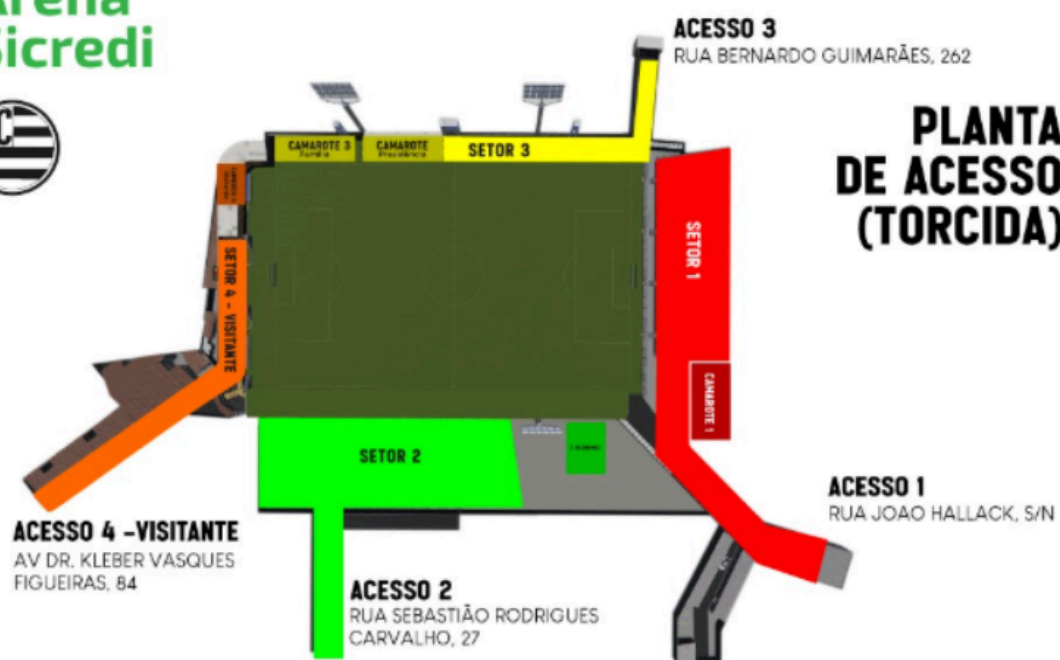 Arena
Sicredi
C
ACESSO 3
RUA BERNARDO GUIMARÃES, 262
PLANTA
DE ACESSO
(TORCIDA)
CAMAROTE 3
Família
CAMAROTE
Presidência
SETOR 3
SETOR 1
CAMAROTE 1
SETOR 4 - VISITANTE
SETOR 2
ACESSO 1
RUA JOAO HALLACK, S/N
ACESSO 4 -VISITANTE
AV DR. KLEBER VASQUES
FIGUEIRAS, 84
ACESSO 2
RUA SEBASTIÃO RODRIGUES
CARVALHO, 27